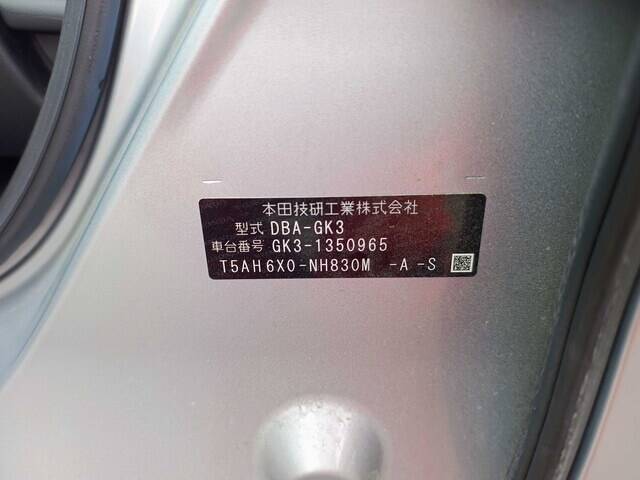 本田技研工業株式会社
型式 DBA-GK3
車台番号 GK3-1350965
T5AH6X0-NH830M -A -S